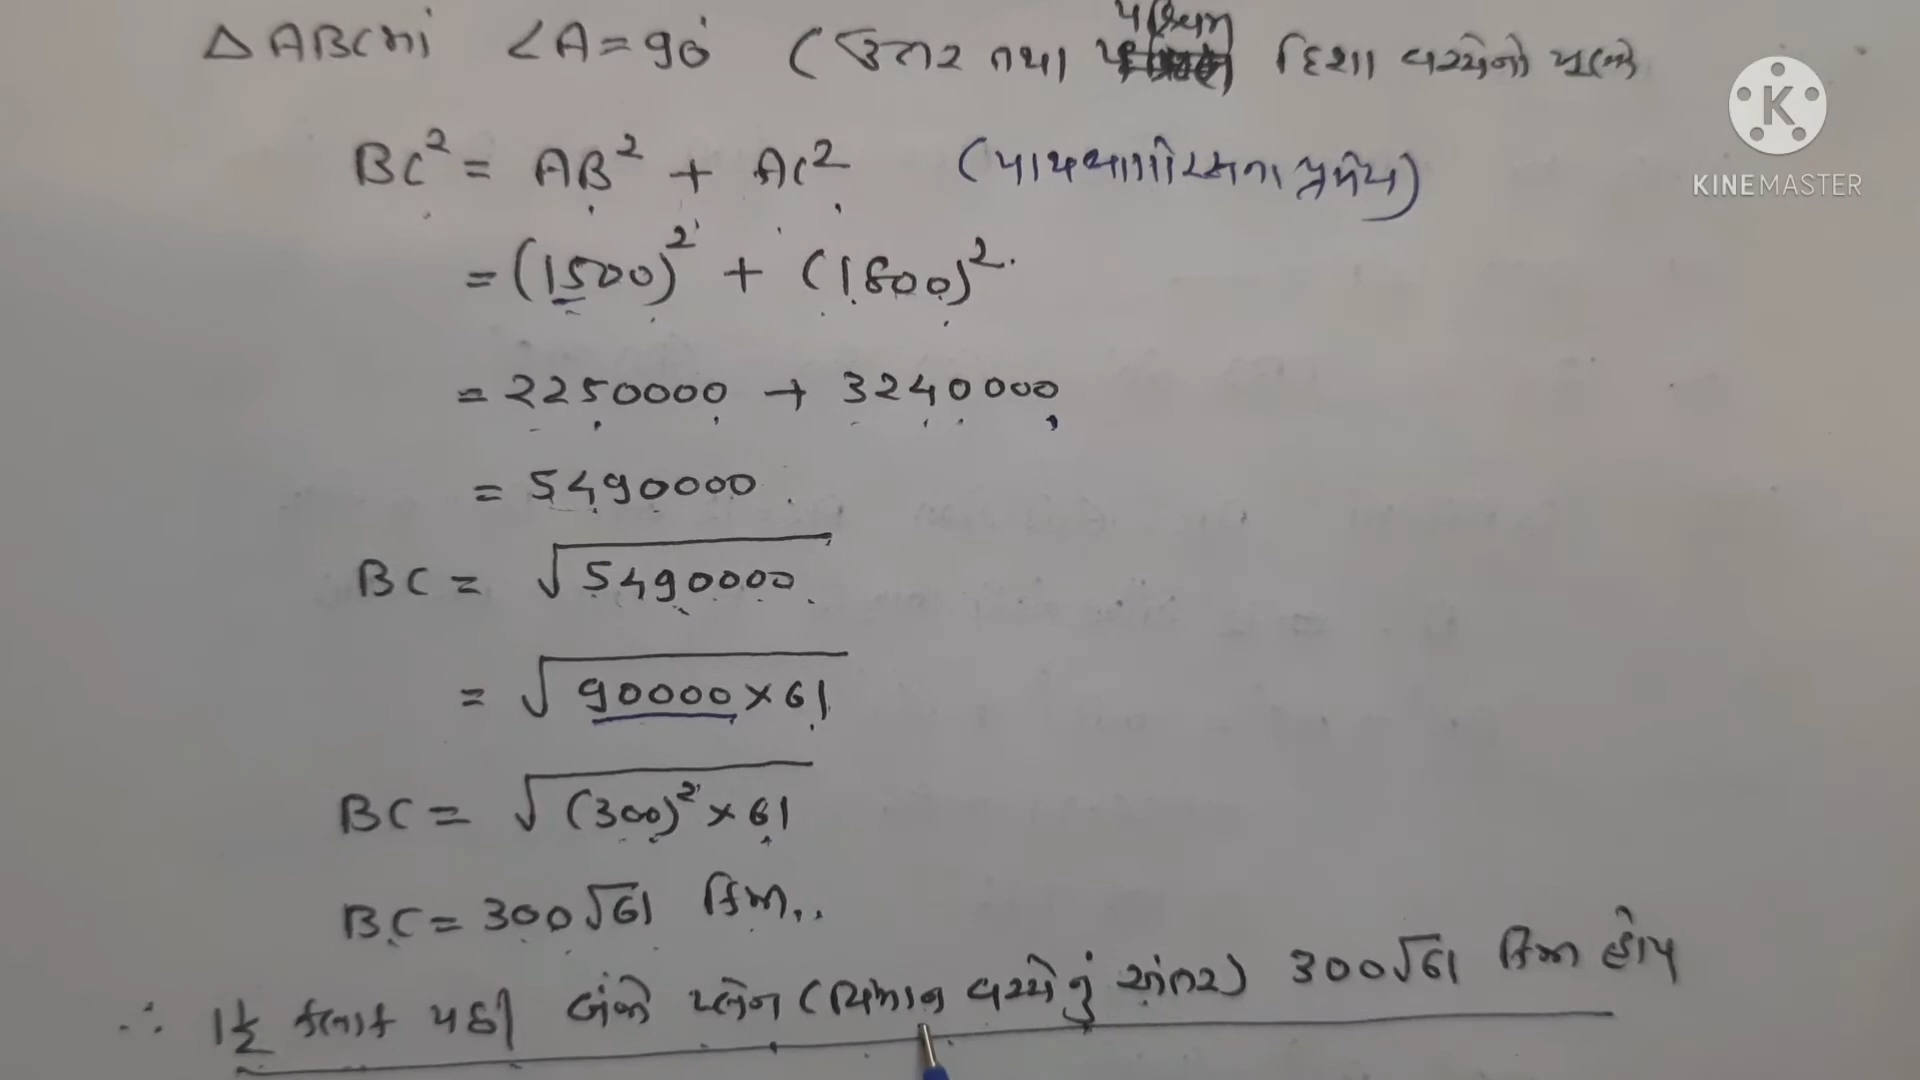 △ABCમાં ∠A=90° (ઉત્તર તથા પશ્ચિમ દિશા વચ્ચેનો ખૂણો
BC² = AB² + AC² (પાયથાગોરસના પ્રમેય)
= (1500)² + (1800)²
= 2250000 + 3240000
= 5490000
BC = √5490000
= √90000×61
BC = √(300)²×61
BC = 300√61 કિમ..
∴ 1½ કલાક પછી બંને પ્લેન (વિમાન વચ્ચેનું અંતર) 300√61 કિમ હોય
K
KINEMASTER